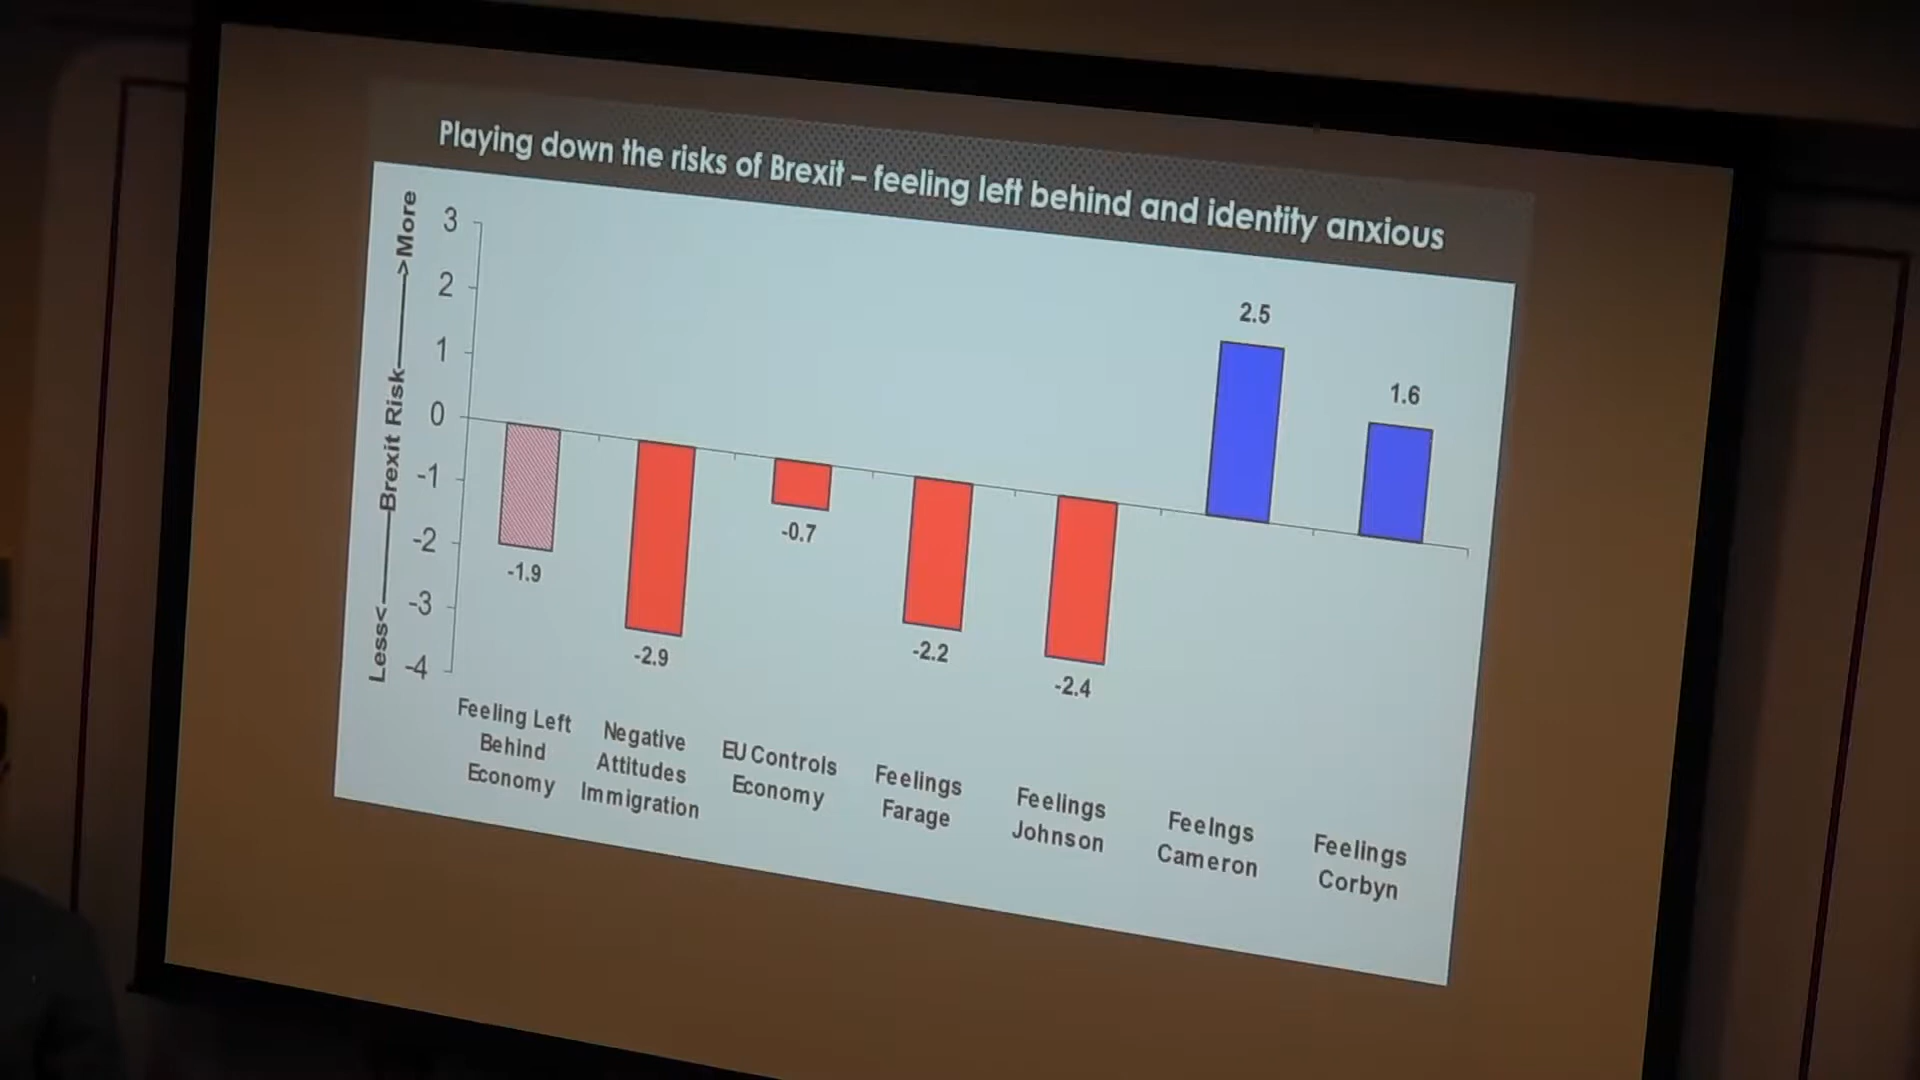 Playing down the risks of Brexit – feeling left behind and identity anxious
Less<———Brexit Risk———>More
3
2
1
0
-1
-2
-3
-4
-1.9
-2.9
-0.7
-2.2
-2.4
2.5
1.6
Feeling Left
Behind
Economy
Negative
Attitudes
Immigration
EU Controls
Economy
Feelings
Farage
Feelings
Johnson
Feelngs
Cameron
Feelings
Corbyn